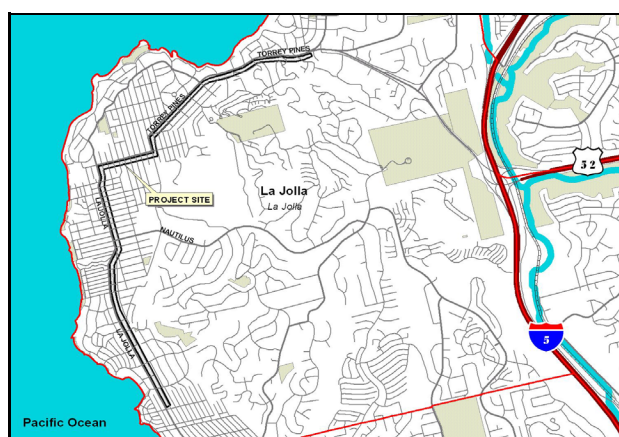 TORREY PINES
TORREY PINES
52
La Jolla
La Jolla
PROJECT SITE
LA JOLLA
NAUTILUS
LA JOLLA
5
Pacific Ocean